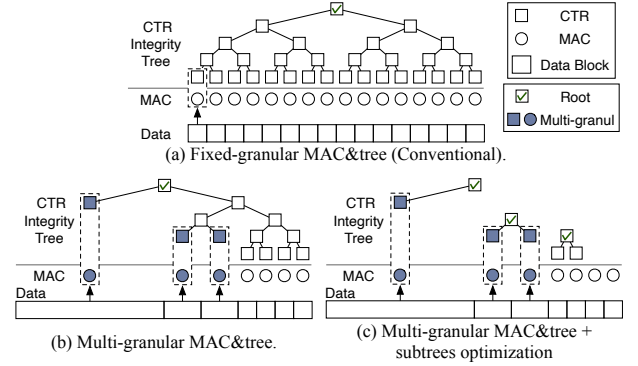 CTR
Integrity
Tree
MAC
Data
CTR
MAC
Data Block
Root
Multi-granul
(a) Fixed-granular MAC&tree (Conventional).
CTR
Integrity
Tree
MAC
Data
(b) Multi-granular MAC&tree.
CTR
Integrity
Tree
MAC
Data
(c) Multi-granular MAC&tree +
subtrees optimization